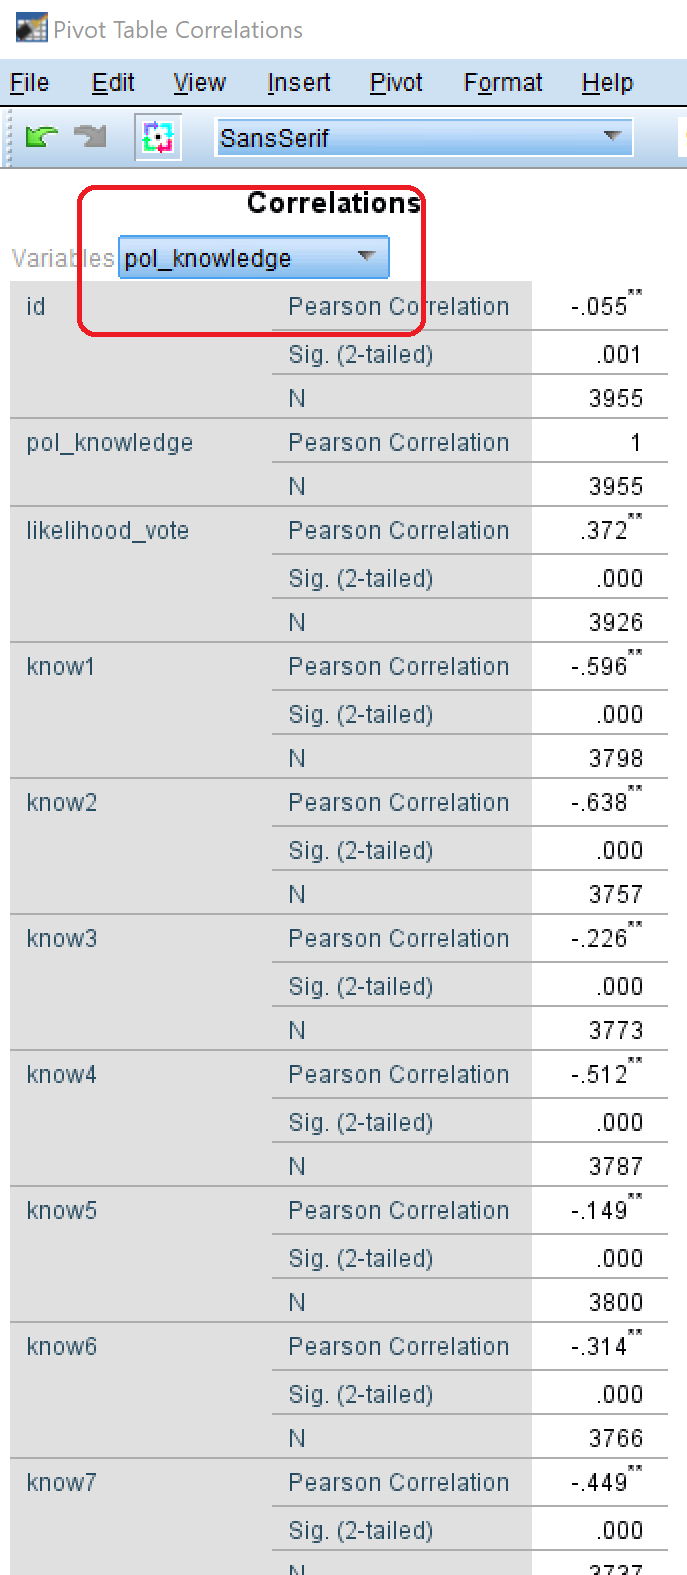 Pivot Table Correlations
File Edit View Insert Pivot Format Help
SansSerif
Correlations
Variables pol_knowledge
id Pearson Correlation -.055**
Sig. (2-tailed) .001
N 3955
pol_knowledge Pearson Correlation 1
N 3955
likelihood_vote Pearson Correlation .372**
Sig. (2-tailed) .000
N 3926
know1 Pearson Correlation -.596**
Sig. (2-tailed) .000
N 3798
know2 Pearson Correlation -.638**
Sig. (2-tailed) .000
N 3757
know3 Pearson Correlation -.226**
Sig. (2-tailed) .000
N 3773
know4 Pearson Correlation -.512**
Sig. (2-tailed) .000
N 3787
know5 Pearson Correlation -.149**
Sig. (2-tailed) .000
N 3800
know6 Pearson Correlation -.314**
Sig. (2-tailed) .000
N 3766
know7 Pearson Correlation -.449**
Sig. (2-tailed) .000
N 3737